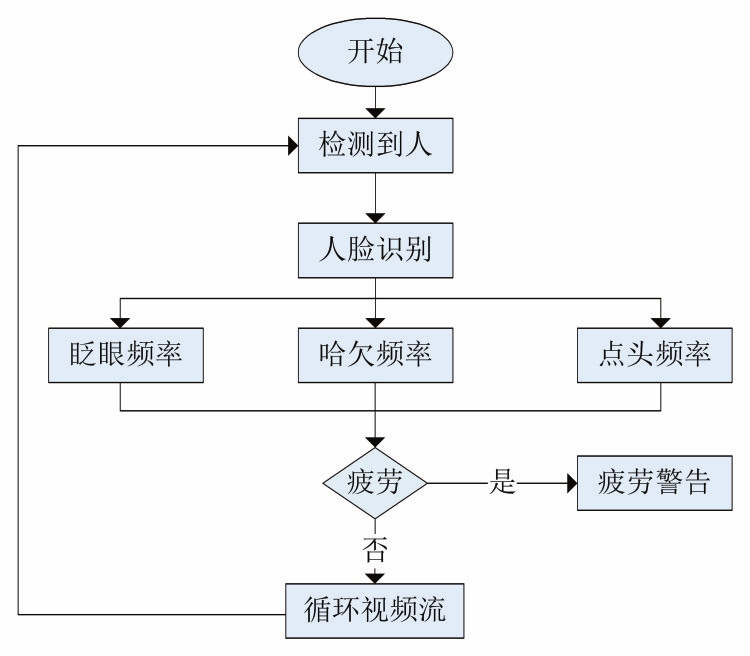 开始
检测到人
人脸识别
眨眼频率
哈欠频率
点头频率
疲劳
是
疲劳警告
否
循环视频流